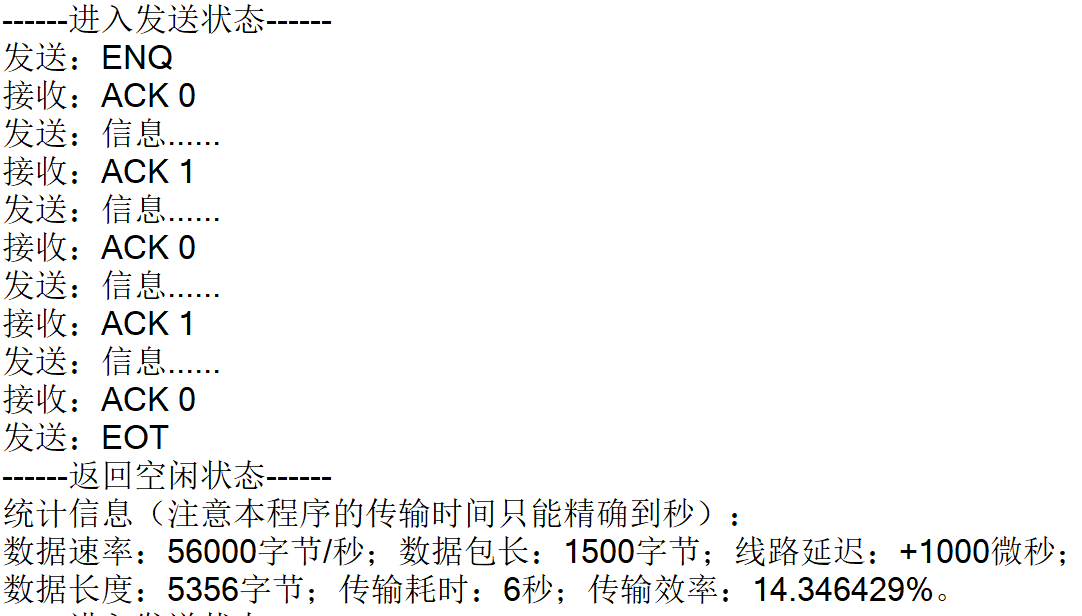 ------进入发送状态------
发送：ENQ
接收：ACK 0
发送：信息......
接收：ACK 1
发送：信息......
接收：ACK 0
发送：信息......
接收：ACK 1
发送：信息......
接收：ACK 0
发送：EOT
------返回空闲状态------
统计信息（注意本程序的传输时间只能精确到秒）：
数据速率：56000字节/秒；数据包长：1500字节；线路延迟：+1000微秒；
数据长度：5356字节；传输耗时：6秒；传输效率：14.346429%。